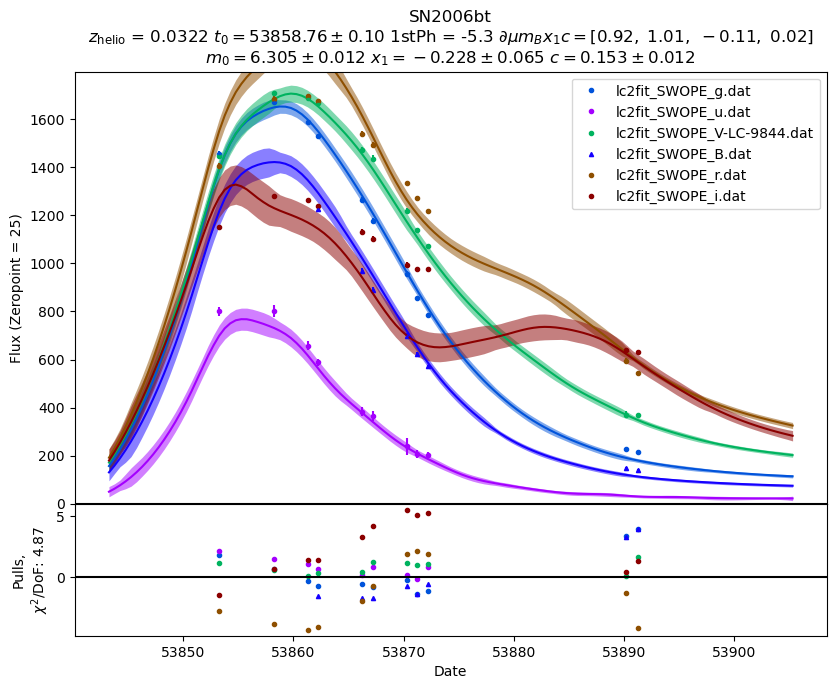 SN2006bt
z_helio = 0.0322 t_0 = 53858.76 ± 0.10 1stPh = -5.3 ∂μm_Bx_1c = [0.92, 1.01, −0.11, 0.02]
m_0 = 6.305 ± 0.012 x_1 = −0.228 ± 0.065 c = 0.153 ± 0.012
lc2fit_SWOPE_g.dat
lc2fit_SWOPE_u.dat
lc2fit_SWOPE_V-LC-9844.dat
lc2fit_SWOPE_B.dat
lc2fit_SWOPE_r.dat
lc2fit_SWOPE_i.dat
Flux (Zeropoint = 25)
1600
1400
1200
1000
800
600
400
200
0
Pulls,
χ²/DoF: 4.87
5
0
53850 53860 53870 53880 53890 53900
Date